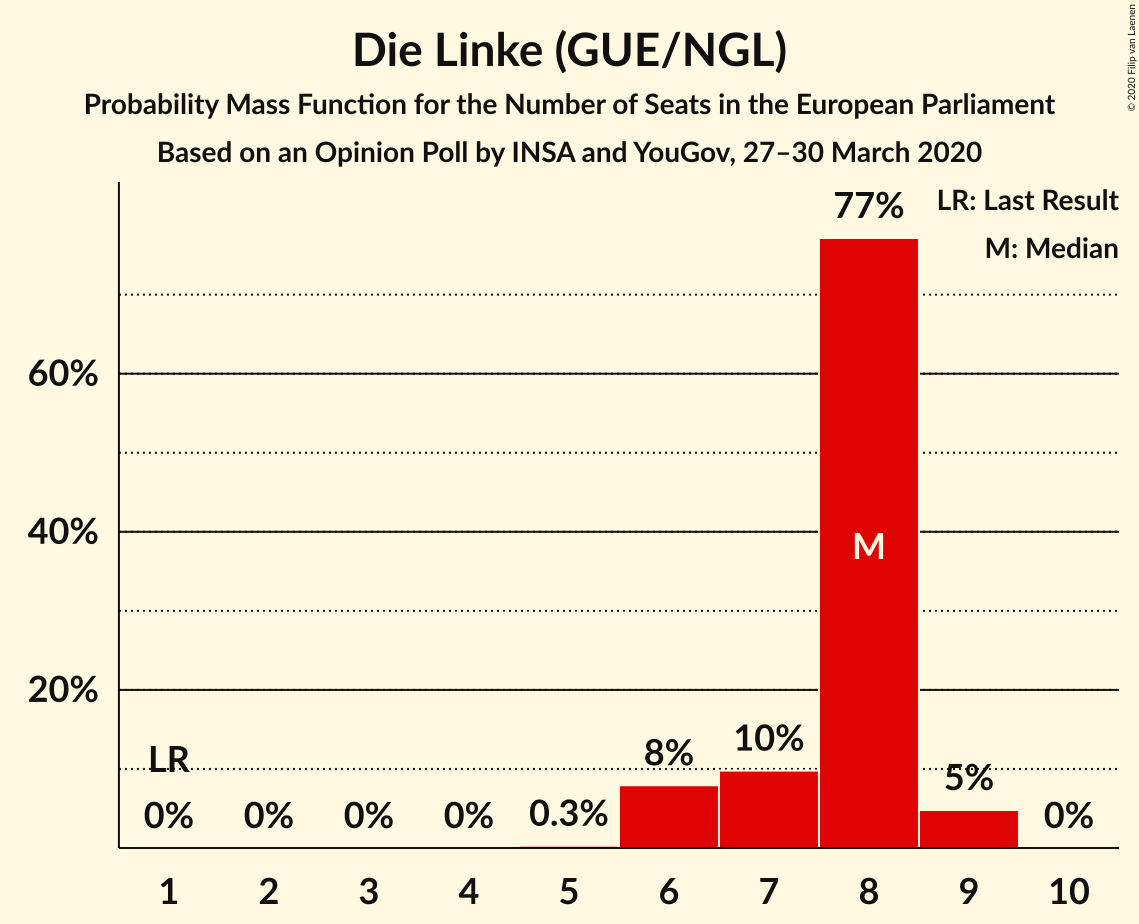 Die Linke (GUE/NGL)
Probability Mass Function for the Number of Seats in the European Parliament
Based on an Opinion Poll by INSA and YouGov, 27–30 March 2020
© 2020 Filip van Laenen
LR: Last Result
M: Median
77%
60%
40%
20%
M
LR
0%
0%
0%
0%
0.3%
8%
10%
5%
0%
1
2
3
4
5
6
7
8
9
10